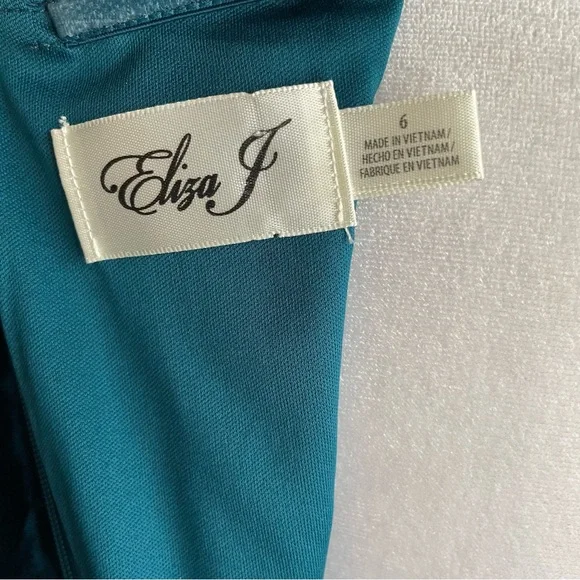 Eliza J
6
MADE IN VIETNAM/
HECHO EN VIETNAM/
FABRIQUE EN VIETNAM